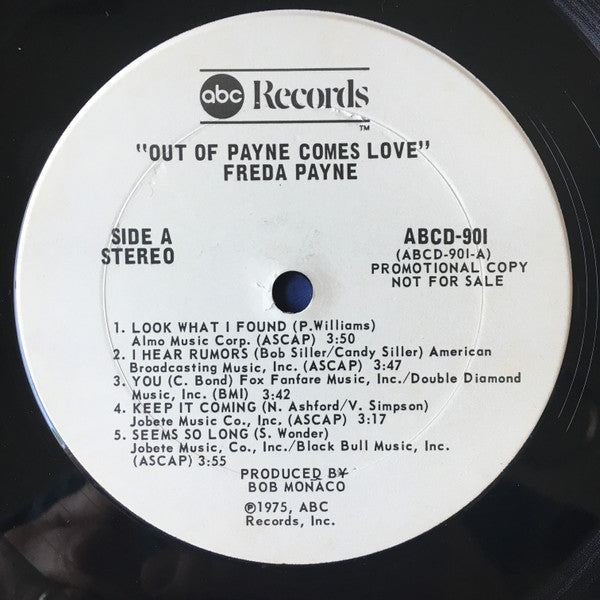 abc Records
TM
"OUT OF PAYNE COMES LOVE"
FREDA PAYNE
SIDE A
STEREO
ABCD-901
(ABCD-901-A)
PROMOTIONAL COPY
NOT FOR SALE
1. LOOK WHAT I FOUND (P.Williams)
Almo Music Corp. (ASCAP) 3:50
2. I HEAR RUMORS (Bob Siller/Candy Siller) American
Broadcasting Music, Inc. (ASCAP) 3:47
3. YOU (C. Bond) Fox Fanfare Music, Inc./Double Diamond
Music, Inc. (BMI) 3:42
4. KEEP IT COMING (N. Ashford/V. Simpson)
Jobete Music Co., Inc. (ASCAP) 3:17
5. SEEMS SO LONG (S. Wonder)
Jobete Music, Co., Inc./Black Bull Music, Inc.
(ASCAP) 3:55
PRODUCED BY
BOB MONACO
℗1975, ABC
Records, Inc.